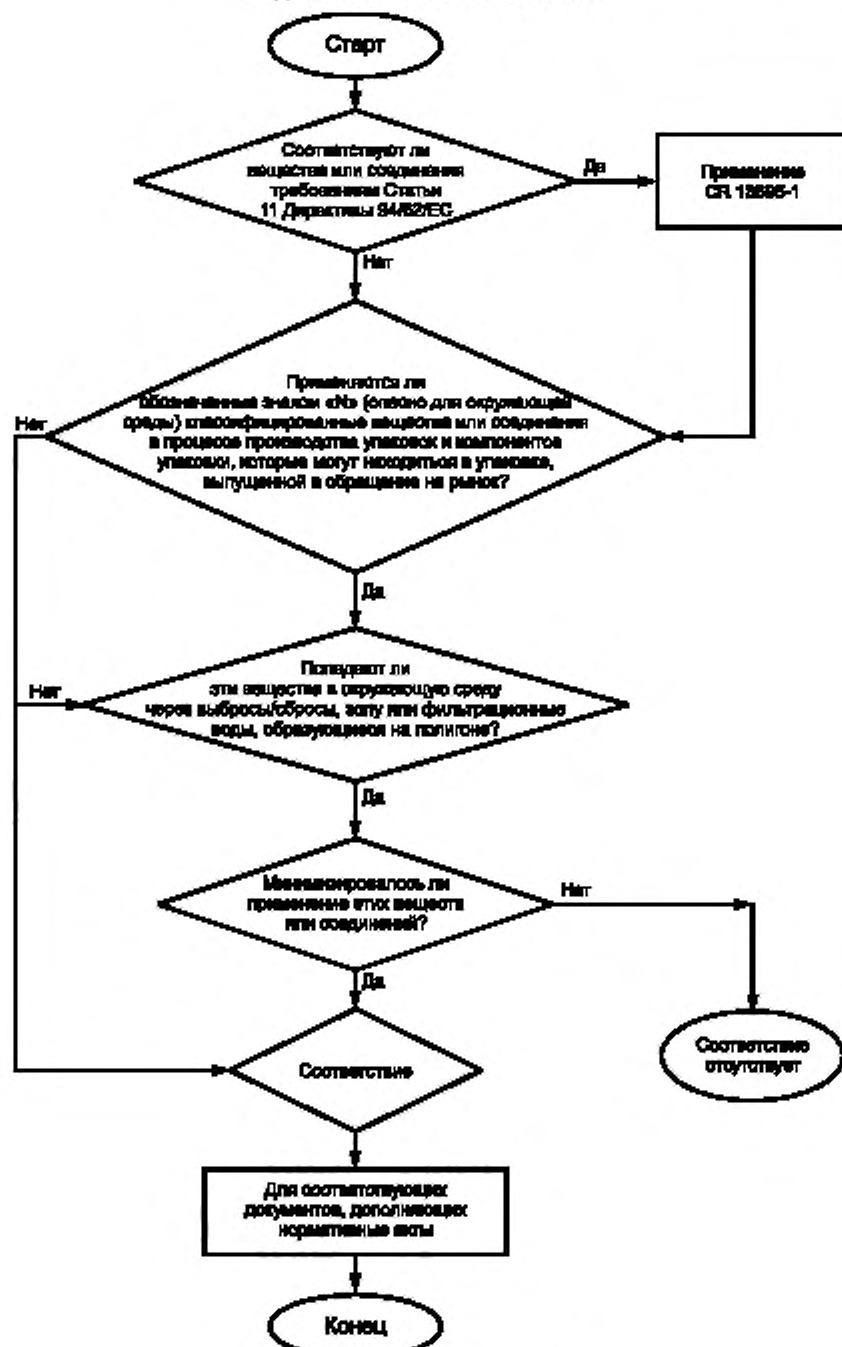 Старт
Соответствуют ли
вещества или соединения
требованиям Статьи
11 Директивы 94/62/ЕС
Да
Применение
CR 13695-1
Нет
Применяются ли
обозначенные знаком «N» (опасно для окружающей
среды) классифицированные вещества или соединения
в процессе производства упаковок и компонентов
упаковки, которые могут находиться в упаковке,
выпущенной в обращение на рынок?
Нет
Да
Попадают ли
эти вещества в окружающую среду
через выбросы/сбросы, золу или фильтрационные
воды, образующиеся на полигоне?
Нет
Да
Минимизировалось ли
применение этих веществ
или соединений?
Нет
Да
Соответствие
Соответствие
отсутствует
Для соответствующих
документов, дополняющих
нормативные акты
Конец